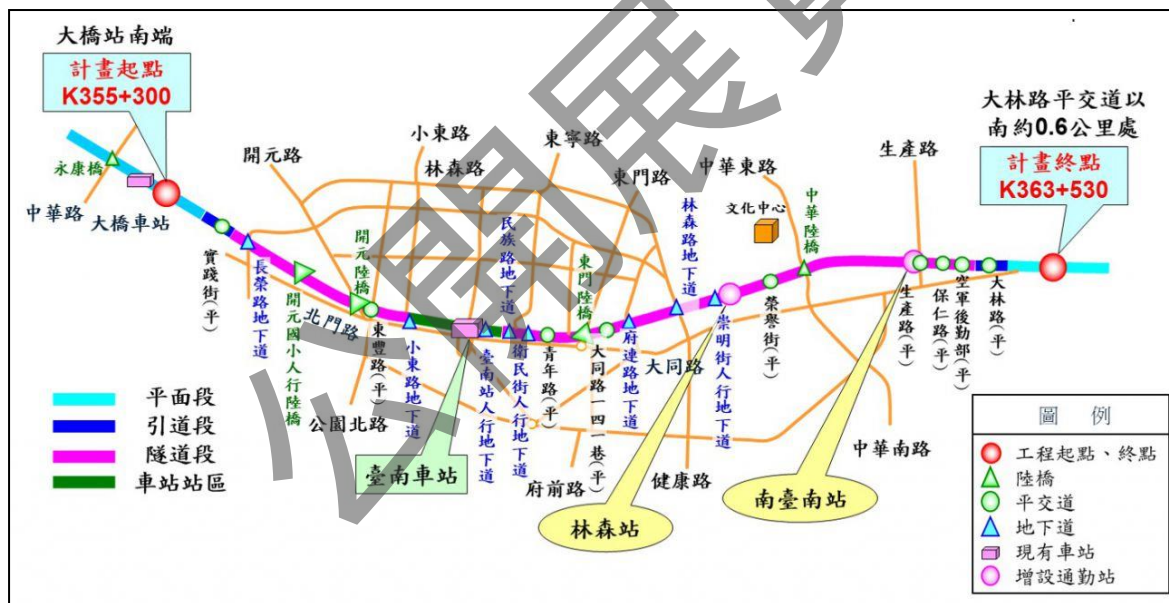 大橋站南端
計畫起點
K355+300
大林路平交道以
南約0.6公里處
計畫終點
K363+530
小東路
林森路
東寧路
開元路
東門路
中華東路
生產路
文化中心
中華陸橋
林森路地下道
永康橋
中華路
大橋車站
開元陸橋
民族路地下道
東門陸橋
實踐街(平)
長榮路地下道
開元國小人行陸橋
北門路
東豐路(平)
小東路地下道
臺南站人行地下道
衛民街人行地下道
青年路(平)
大同路一四一巷(平)
府連路地下道
大同路
崇明街人行地下道
榮譽街(平)
生產路(平)
保仁路(平)
空軍後勤部(平)
大林路(平)
公園北路
府前路
健康路
中華南路
臺南車站
林森站
南臺南站
平面段
引道段
隧道段
車站站區
圖 例
工程起點、終點
陸橋
平交道
地下道
現有車站
增設通勤站
公開展覽